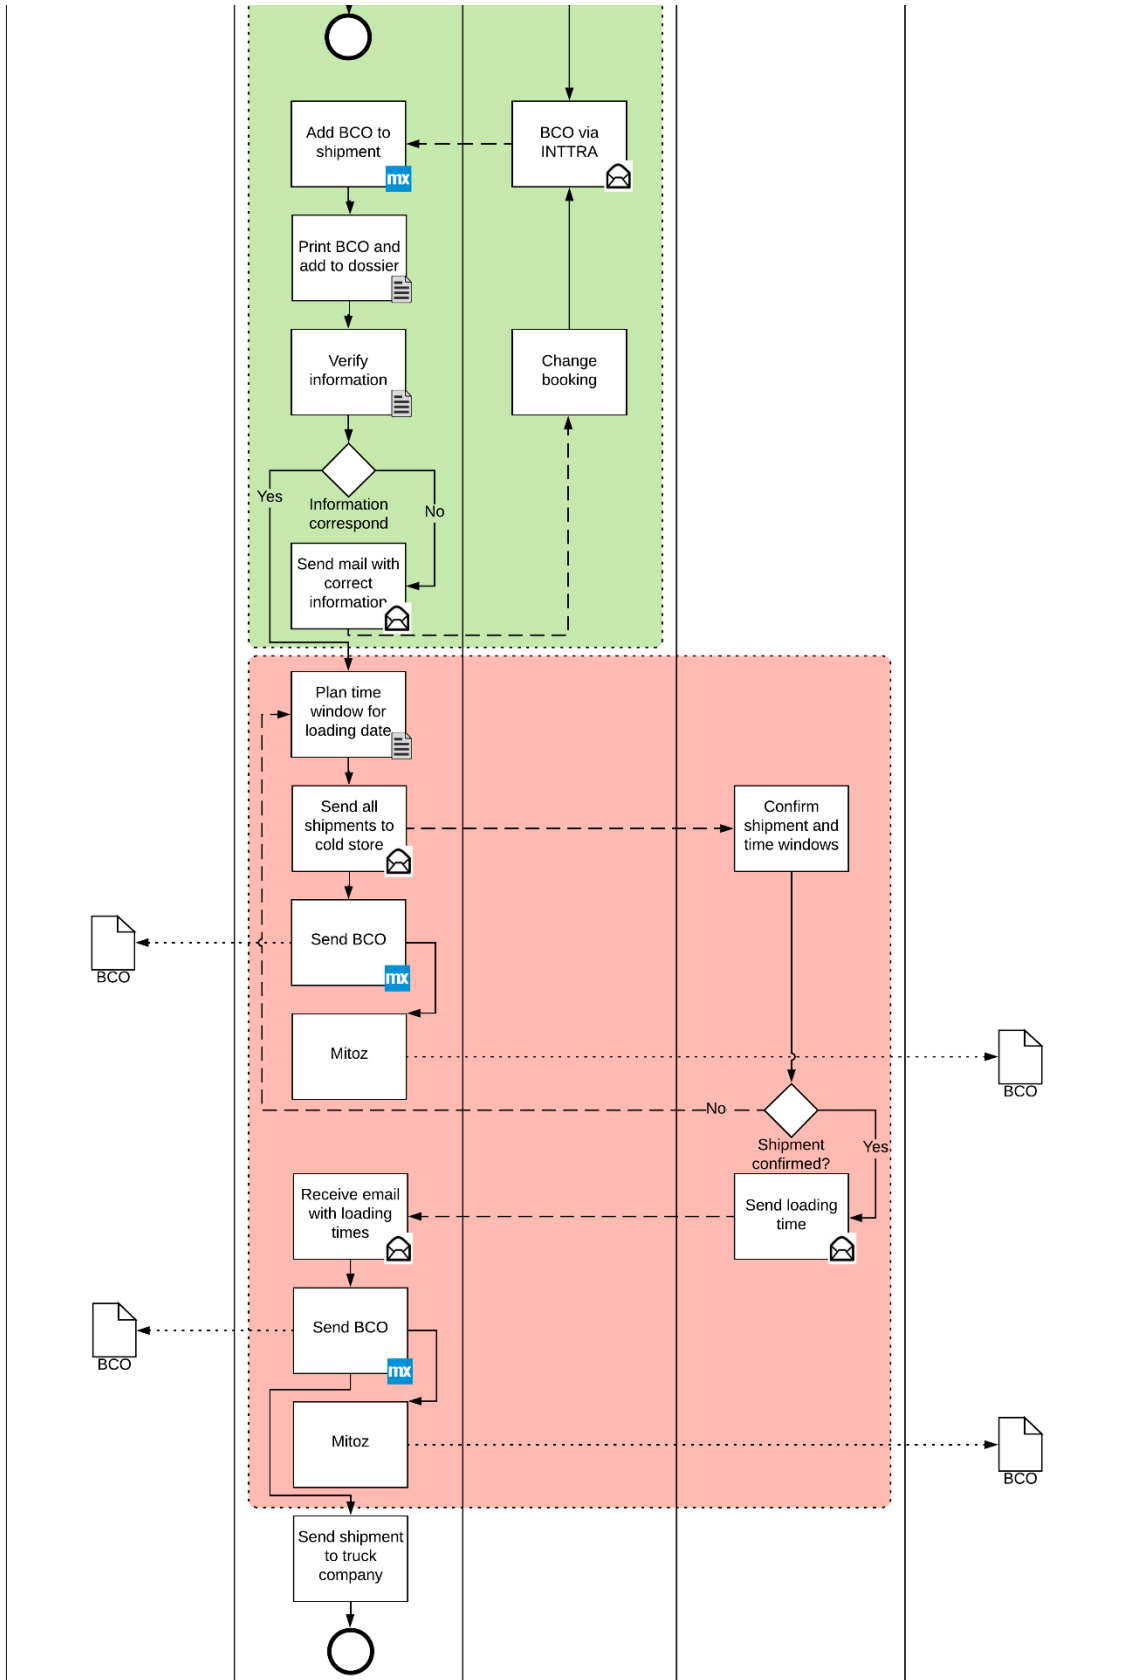 Add BCO to
shipment
mx
BCO via
INTTRA
Print BCO and
add to dossier
Verify
information
Change
booking
Yes
Information
correspond
No
Send mail with
correct
information
Plan time
window for
loading date
Send all
shipments to
cold store
Confirm
shipment and
time windows
Send BCO
mx
BCO
Mitoz
BCO
No
Shipment
confirmed?
Yes
Receive email
with loading
times
Send loading
time
Send BCO
mx
BCO
Mitoz
BCO
Send shipment
to truck
company